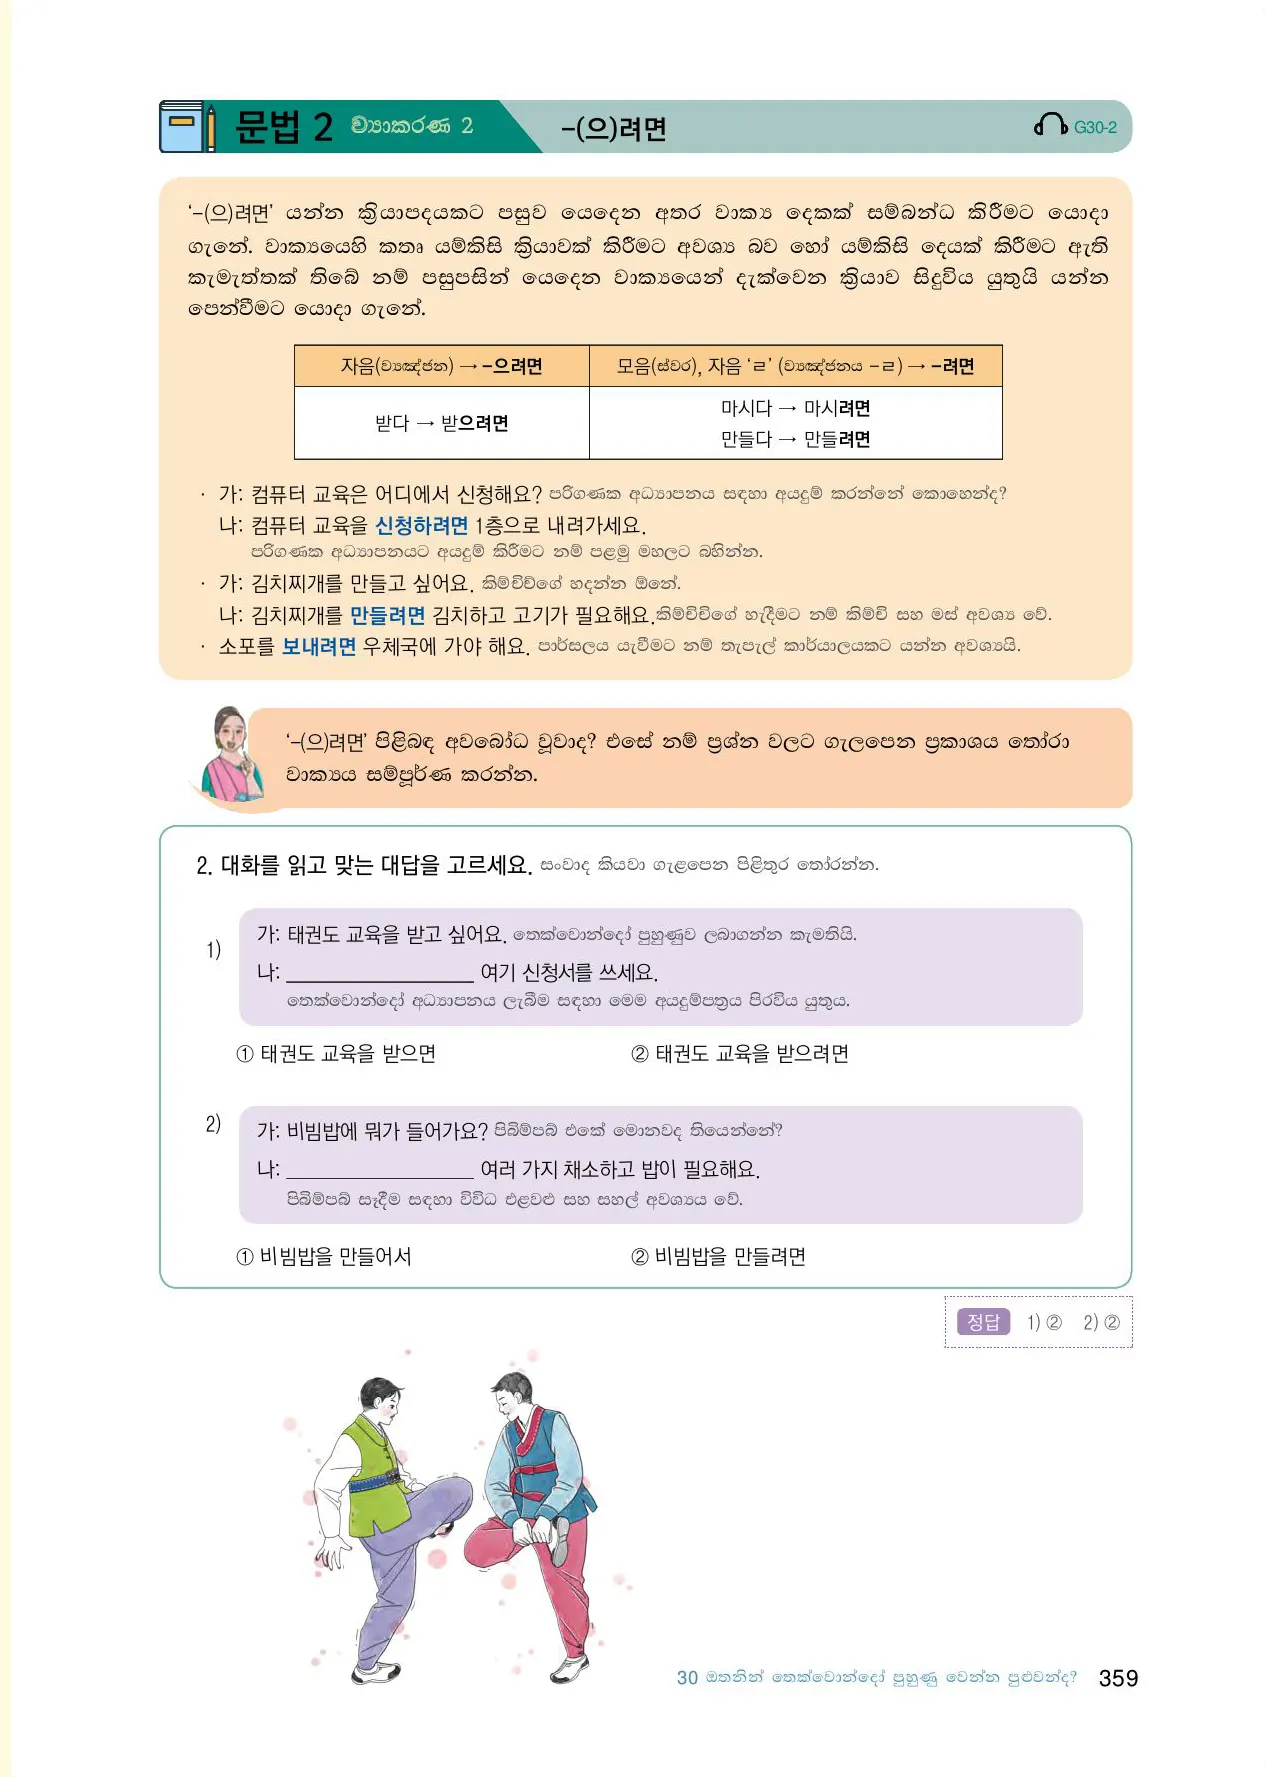 문법 2 ව්‍යාකරණ 2 -(으)려면 G30-2
‘-(으)려면’ යන්න ක්‍රියාපදයකට පසුව යෙදෙන අතර වාක්‍ය දෙකක් සම්බන්ධ කිරීමට යොදා
ගැනේ. වාක්‍යයෙහි කතෘ යම්කිසි ක්‍රියාවක් කිරීමට අවශ්‍ය බව හෝ යම්කිසි දෙයක් කිරීමට ඇති
කැමැත්තක් තිබේ නම් පසුපසින් යෙදෙන වාක්‍යයෙන් දැක්වෙන ක්‍රියාව සිදුවිය යුතුයි යන්න
පෙන්වීමට යොදා ගැනේ.
자음(ව්‍යඤ්ජන) → -으려면 모음(ස්වර), 자음 ‘ㄹ’ (ව්‍යඤ්ජනය -ㄹ) → -려면
받다 → 받으려면
마시다 → 마시려면
만들다 → 만들려면
· 가: 컴퓨터 교육은 어디에서 신청해요? පරිගණක අධ්‍යාපනය සඳහා අයදුම් කරන්නේ කොහෙන්ද?
나: 컴퓨터 교육을 신청하려면 1층으로 내려가세요.
පරිගණක අධ්‍යාපනයට අයදුම් කිරීමට නම් පළමු මහලට බහින්න.
· 가: 김치찌개를 만들고 싶어요. කිම්චිච්ගේ හදන්න ඕනේ.
나: 김치찌개를 만들려면 김치하고 고기가 필요해요. කිම්චිච්ගේ හැදීමට නම් කිම්චි සහ මස් අවශ්‍ය වේ.
· 소포를 보내려면 우체국에 가야 해요. පාර්සලය යැවීමට නම් තැපැල් කාර්යාලයකට යන්න අවශ්‍යයි.
‘-(으)려면’ පිළිබඳ අවබෝධ වූවාද? එසේ නම් ප්‍රශ්න වලට ගැලපෙන ප්‍රකාශය තෝරා
වාක්‍යය සම්පූර්ණ කරන්න.
2. 대화를 읽고 맞는 대답을 고르세요. සංවාද කියවා ගැළපෙන පිළිතුර තෝරන්න.
1) 가: 태권도 교육을 받고 싶어요. තෙක්වොන්දෝ පුහුණුව ලබාගන්න කැමතියි.
나: ____________ 여기 신청서를 쓰세요.
තෙක්වොන්දෝ අධ්‍යාපනය ලැබීම සඳහා මෙම අයදුම්පත්‍රය පිරවිය යුතුය.
① 태권도 교육을 받으면 ② 태권도 교육을 받으려면
2) 가: 비빔밥에 뭐가 들어가요? පිබිම්පබ් එකේ මොනවද තියෙන්නේ?
나: ____________ 여러 가지 채소하고 밥이 필요해요.
පිබිම්පබ් සෑදීම සඳහා විවිධ එළවළු සහ සහල් අවශ්‍යය වේ.
① 비빔밥을 만들어서 ② 비빔밥을 만들려면
정답 1) ② 2) ②
30 ඔතනින් තෙක්වොන්දෝ පුහුණු වෙන්න පුළුවන්ද? 359